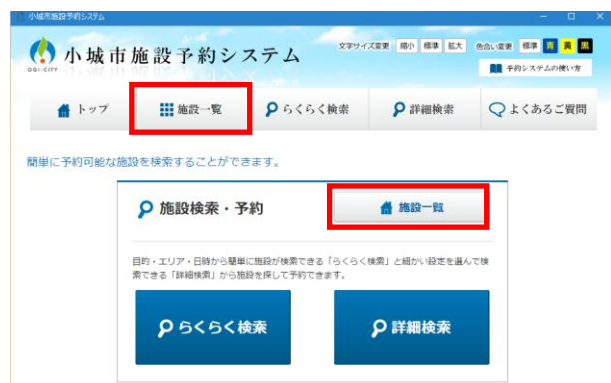 小城市施設予約システム
小城市施設予約システム
OGI-CITY
文字サイズ変更 縮小 標準 拡大 色合い変更 標準 青 黄 黒
予約システムの使い方
トップ 施設一覧 らくらく検索 詳細検索 よくあるご質問
簡単に予約可能な施設を検索することができます。
施設検索・予約 施設一覧
目的・エリア・日時から簡単に施設が検索できる「らくらく検索」と細かい設定を選んで検
索できる「詳細検索」から施設を探して予約できます。
らくらく検索 詳細検索